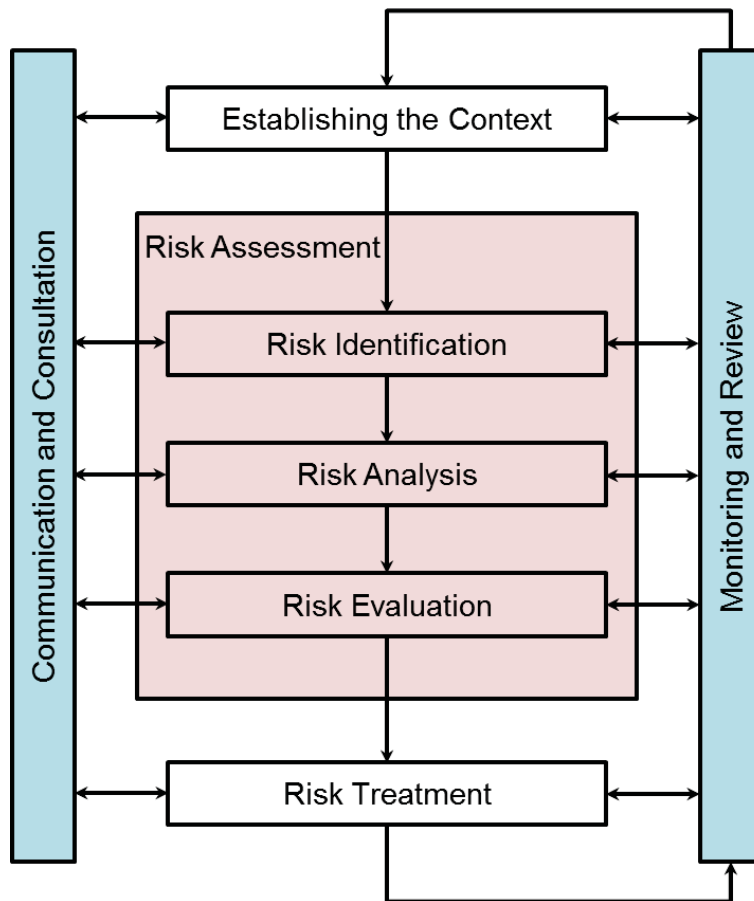 Establishing the Context
Risk Assessment
Risk Identification
Risk Analysis
Risk Evaluation
Risk Treatment
Communication and Consultation
Monitoring and Review